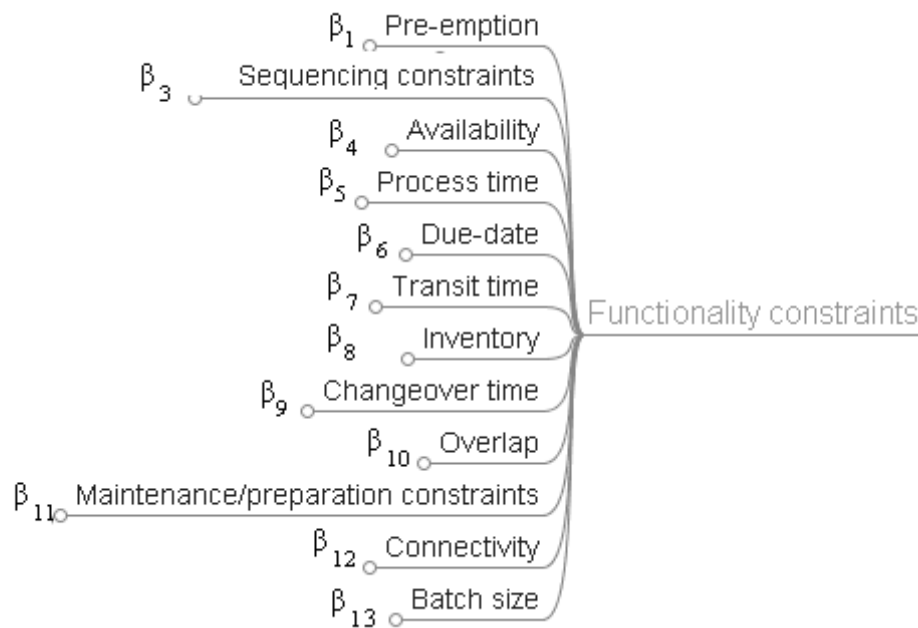 β1 Pre-emption
β3 Sequencing constraints
β4 Availability
β5 Process time
β6 Due-date
β7 Transit time
Functionality constraints
β8 Inventory
β9 Changeover time
β10 Overlap
β11 Maintenance/preparation constraints
β12 Connectivity
β13 Batch size